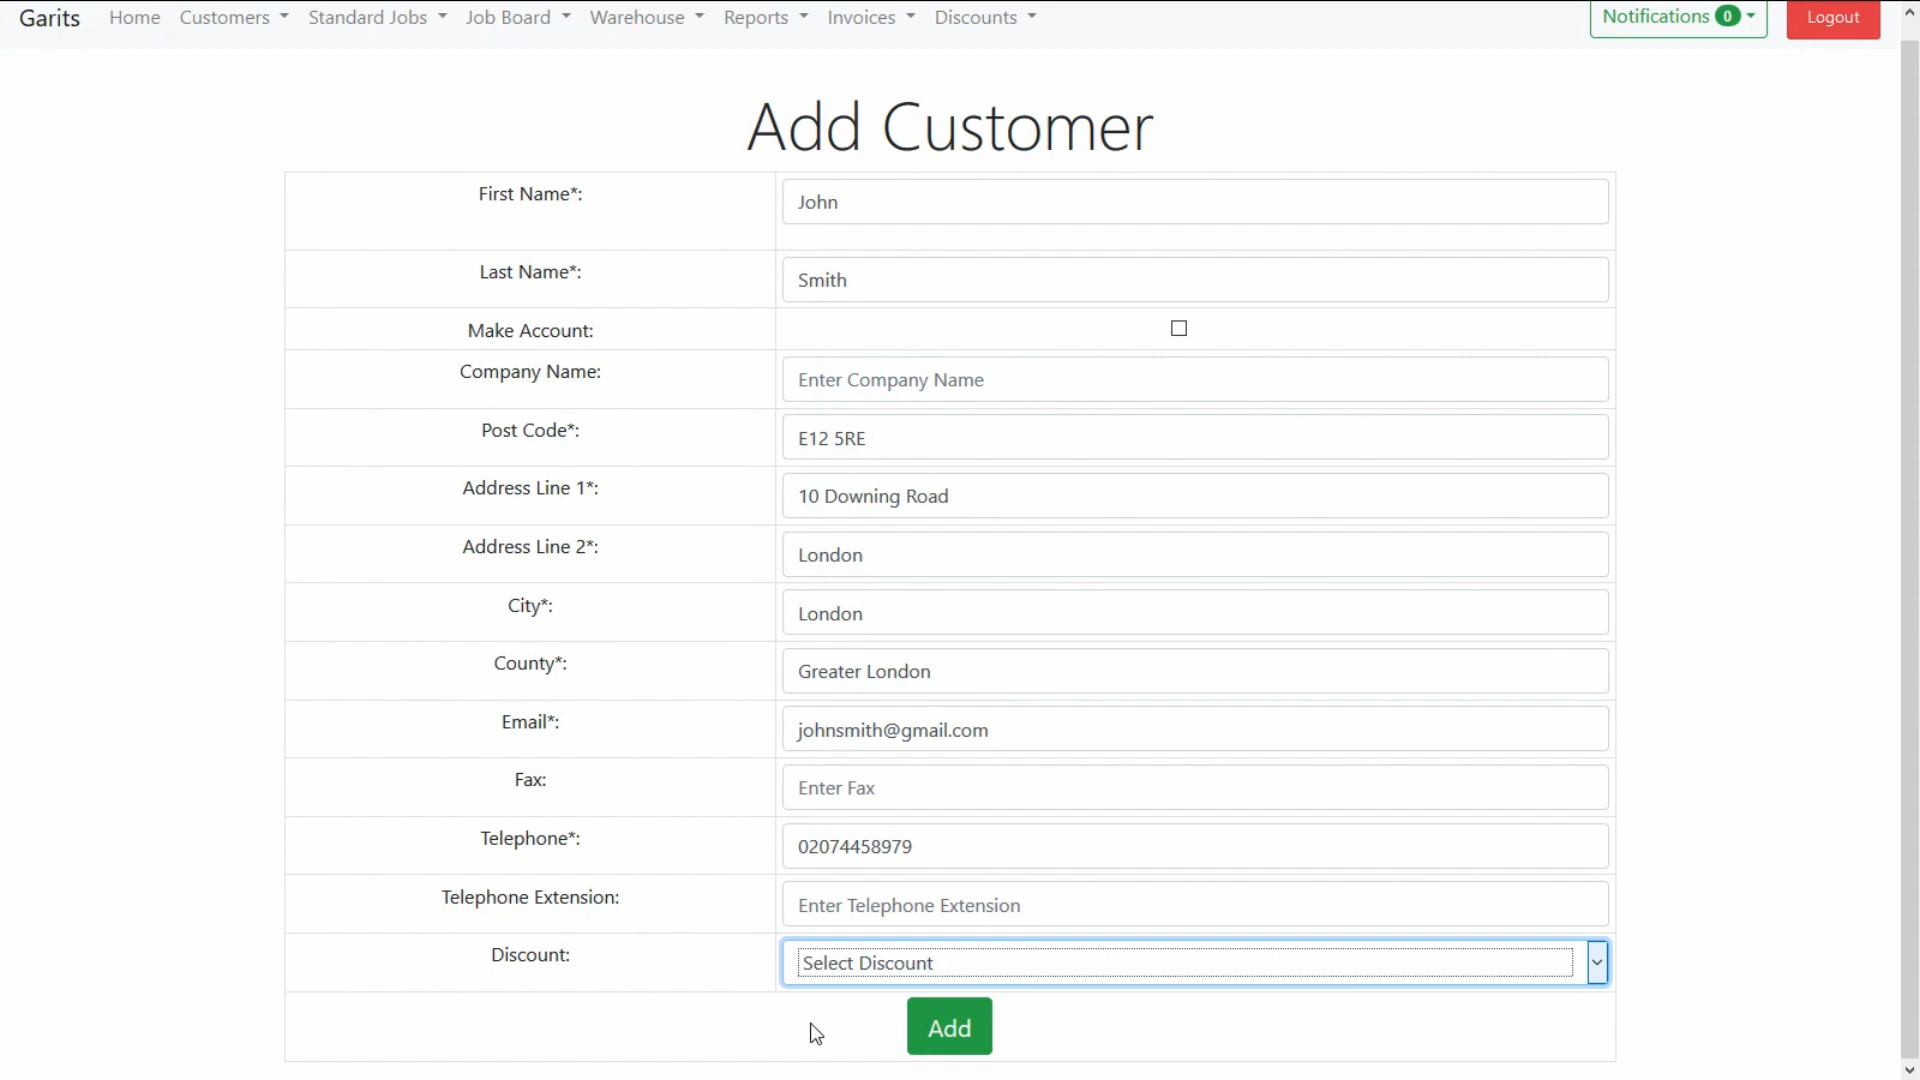 Garits Home Customers Standard Jobs Job Board Warehouse Reports Invoices Discounts Notifications 0 Logout
Add Customer
First Name*: John
Last Name*: Smith
Make Account:
Company Name: Enter Company Name
Post Code*: E12 5RE
Address Line 1*: 10 Downing Road
Address Line 2*: London
City*: London
County*: Greater London
Email*: johnsmith@gmail.com
Fax: Enter Fax
Telephone*: 02074458979
Telephone Extension: Enter Telephone Extension
Discount: Select Discount
Add